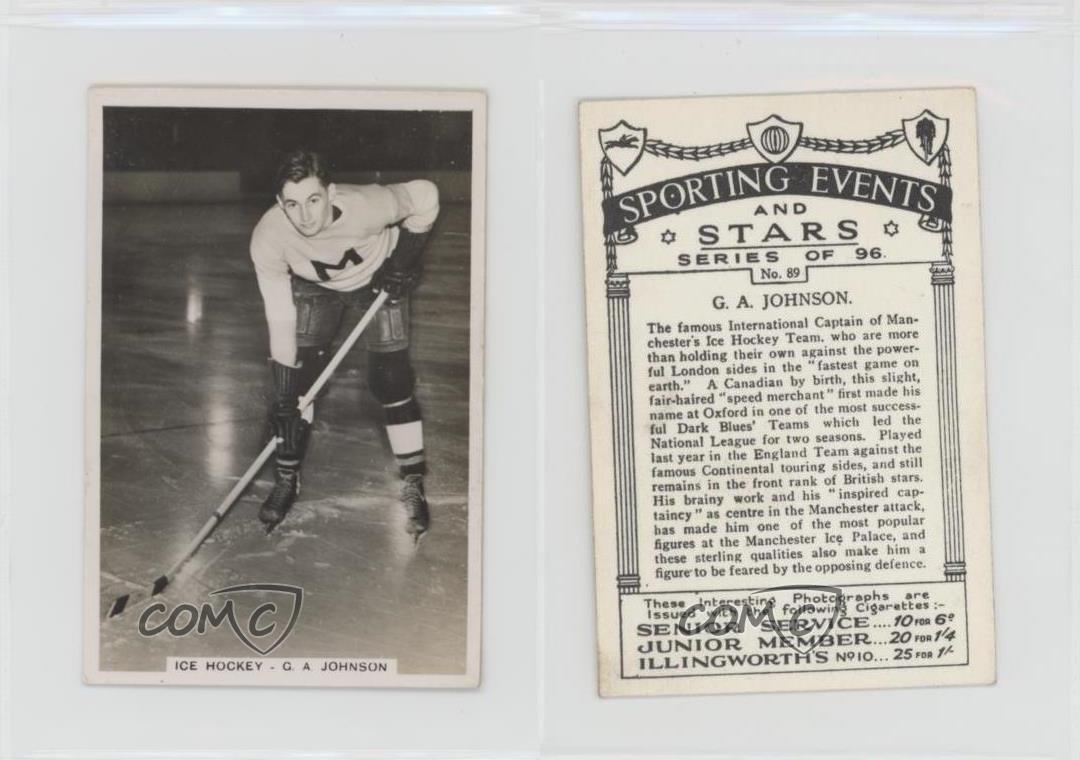 M
ICE HOCKEY - G. A JOHNSON
COMC
SPORTING EVENTS
AND
STARS
SERIES OF 96.
No. 89
G. A. JOHNSON.
The famous International Captain of Man-
chester's Ice Hockey Team, who are more
than holding their own against the power-
ful London sides in the "fastest game on
earth." A Canadian by birth, this slight,
fair-haired "speed merchant" first made his
name at Oxford in one of the most success-
ful Dark Blues' Teams which led the
National League for two seasons. Played
last year in the England Team against the
famous Continental touring sides, and still
remains in the front rank of British stars.
His brainy work and his "inspired cap-
taincy" as centre in the Manchester attack,
has made him one of the most popular
figures at the Manchester Ice Palace, and
these sterling qualities also make him a
figure to be feared by the opposing defence.
These Interesting Photographs are
Issued with the following Cigarettes :-
SENIOR SERVICE .... 10 FOR 6D
JUNIOR MEMBER... 20 FOR 1/4
ILLINGWORTH'S No10... 25 FOR 1/-
COMC